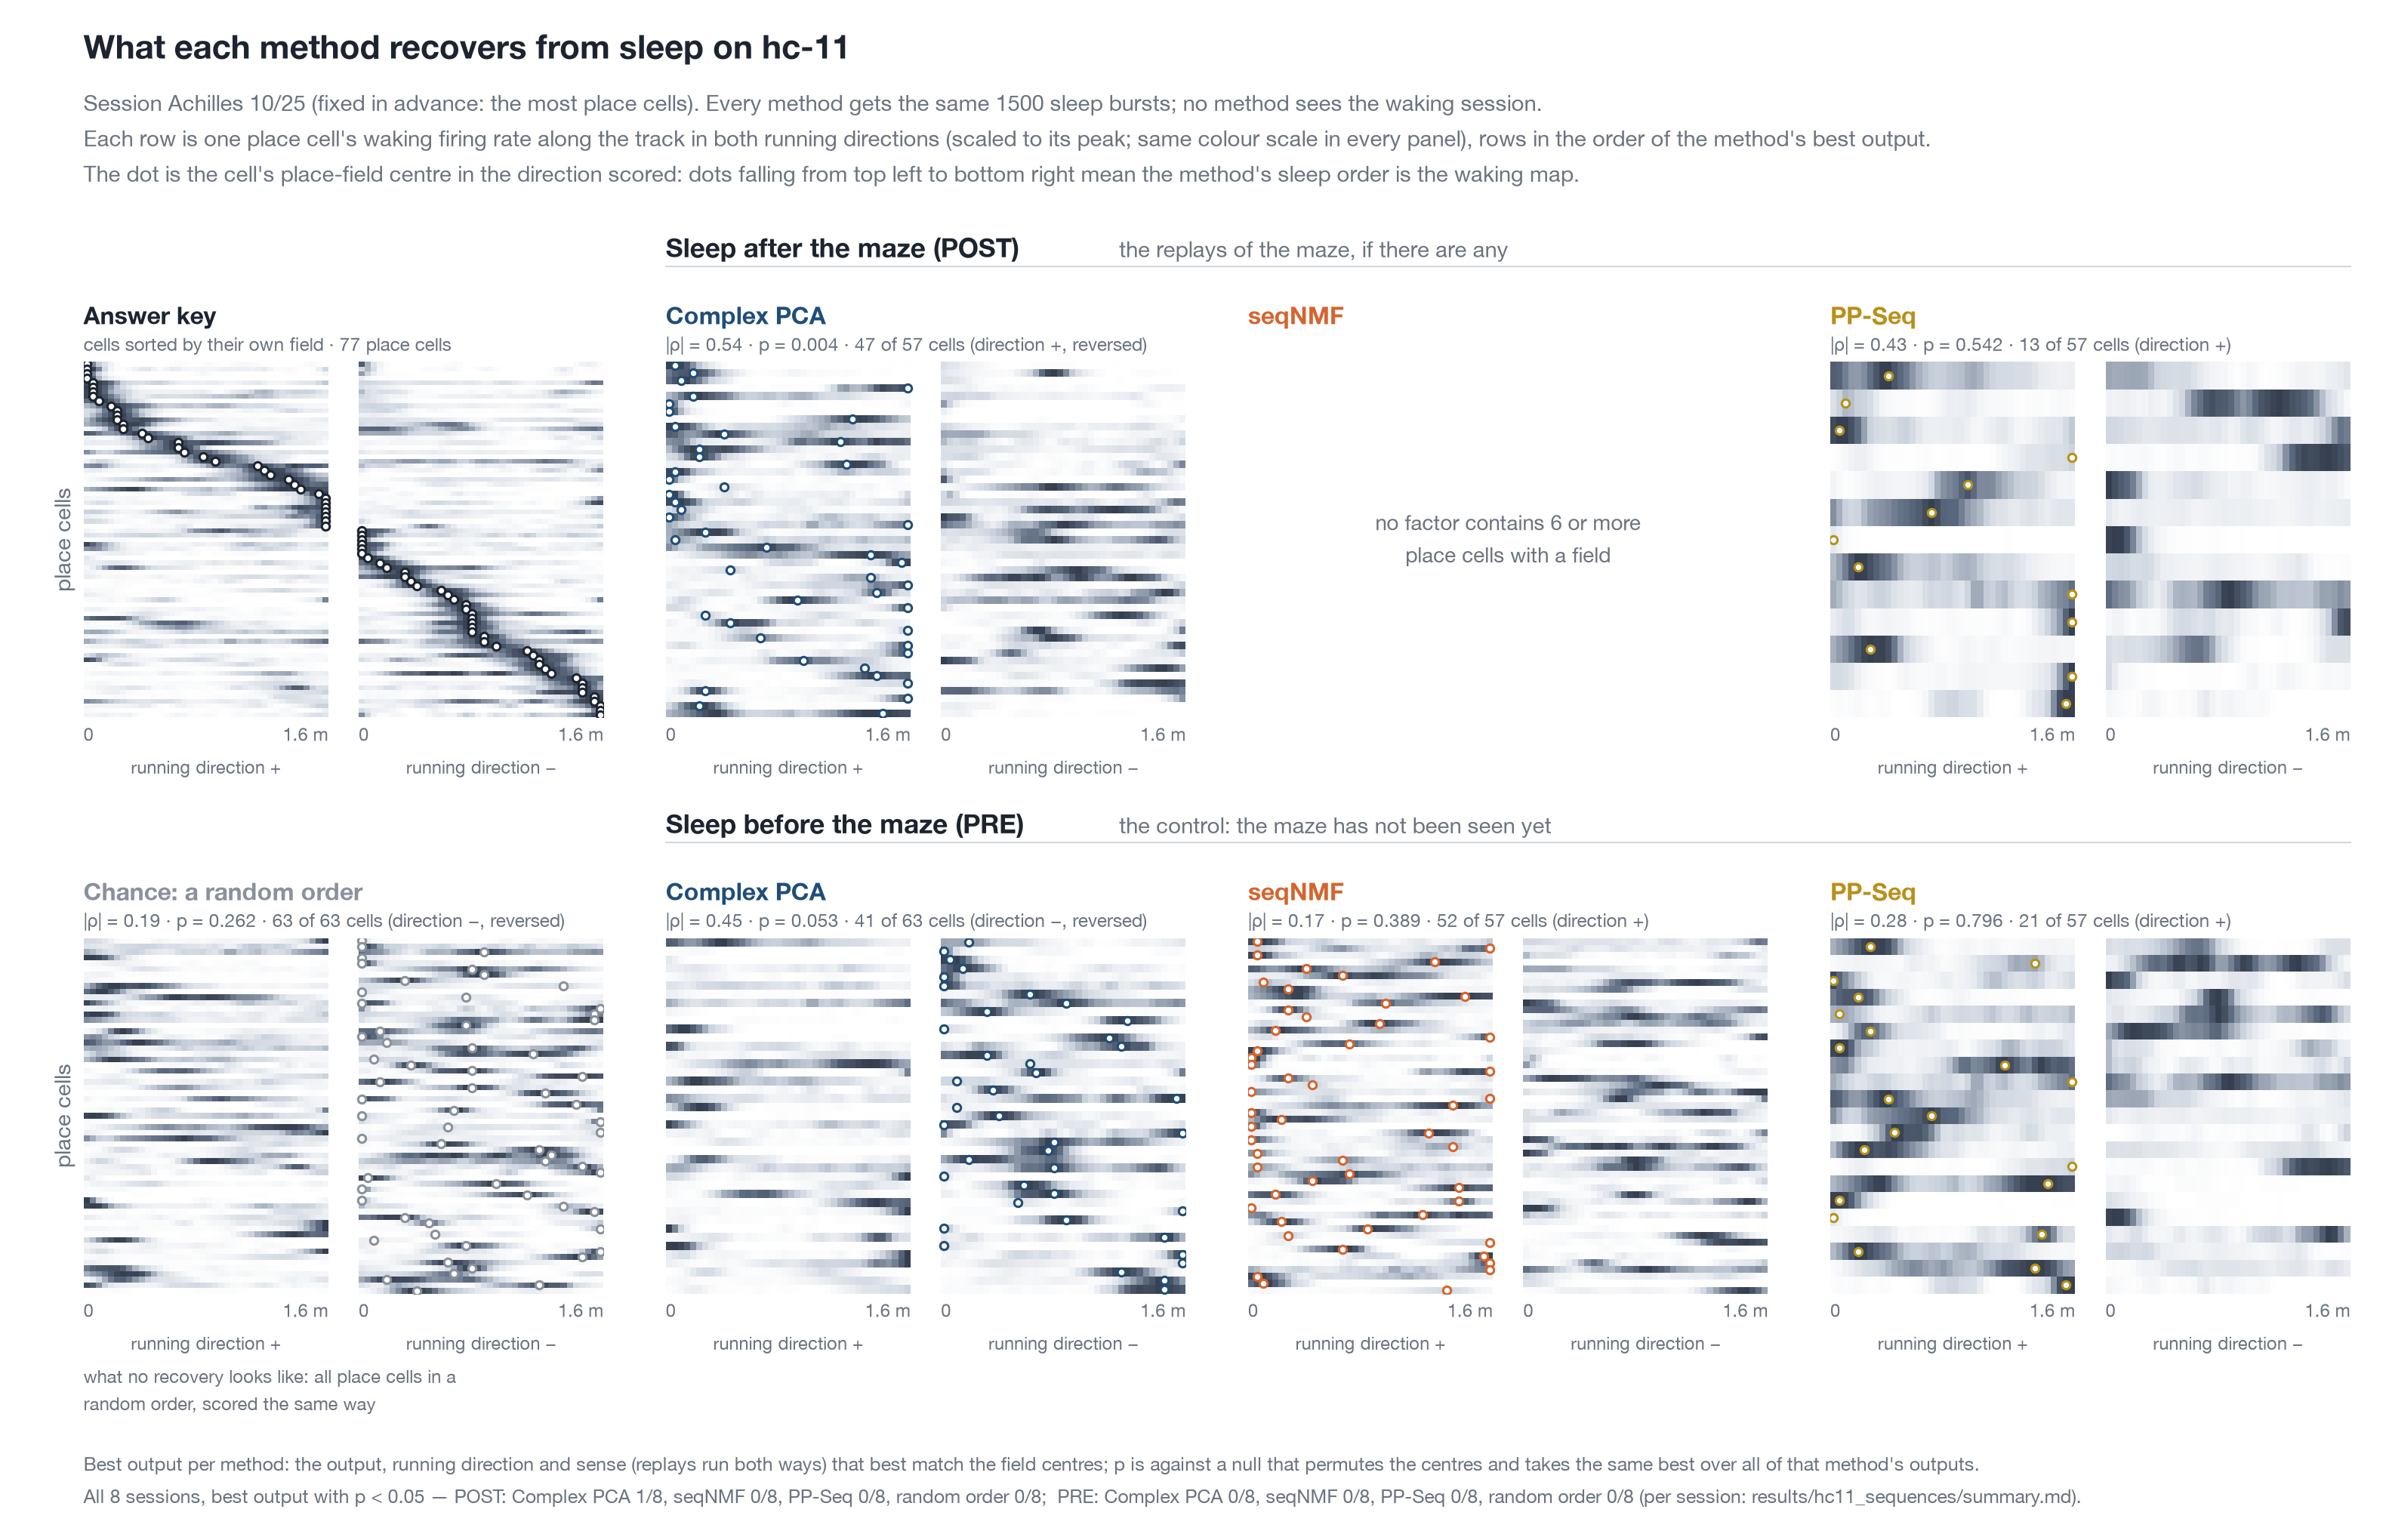 What each method recovers from sleep on hc-11
Session Achilles 10/25 (fixed in advance: the most place cells). Every method gets the same 1500 sleep bursts; no method sees the waking session.
Each row is one place cell's waking firing rate along the track in both running directions (scaled to its peak; same colour scale in every panel), rows in the order of the method's best output.
The dot is the cell's place-field centre in the direction scored: dots falling from top left to bottom right mean the method's sleep order is the waking map.
Sleep after the maze (POST)
the replays of the maze, if there are any
Answer key
cells sorted by their own field · 77 place cells
place cells
0
1.6 m
0
1.6 m
running direction +
running direction −
Complex PCA
|ρ| = 0.54 · p = 0.004 · 47 of 57 cells (direction +, reversed)
0
1.6 m
0
1.6 m
running direction +
running direction −
seqNMF
no factor contains 6 or more
place cells with a field
PP-Seq
|ρ| = 0.43 · p = 0.542 · 13 of 57 cells (direction +)
0
1.6 m
0
1.6 m
running direction +
running direction −
Sleep before the maze (PRE)
the control: the maze has not been seen yet
Chance: a random order
|ρ| = 0.19 · p = 0.262 · 63 of 63 cells (direction −, reversed)
place cells
0
1.6 m
0
1.6 m
running direction +
running direction −
what no recovery looks like: all place cells in a
random order, scored the same way
Complex PCA
|ρ| = 0.45 · p = 0.053 · 41 of 63 cells (direction −, reversed)
0
1.6 m
0
1.6 m
running direction +
running direction −
seqNMF
|ρ| = 0.17 · p = 0.389 · 52 of 57 cells (direction +)
0
1.6 m
0
1.6 m
running direction +
running direction −
PP-Seq
|ρ| = 0.28 · p = 0.796 · 21 of 57 cells (direction +)
0
1.6 m
0
1.6 m
running direction +
running direction −
Best output per method: the output, running direction and sense (replays run both ways) that best match the field centres; p is against a null that permutes the centres and takes the same best over all of that method's outputs.
All 8 sessions, best output with p < 0.05 — POST: Complex PCA 1/8, seqNMF 0/8, PP-Seq 0/8, random order 0/8; PRE: Complex PCA 0/8, seqNMF 0/8, PP-Seq 0/8, random order 0/8 (per session: results/hc11_sequences/summary.md).